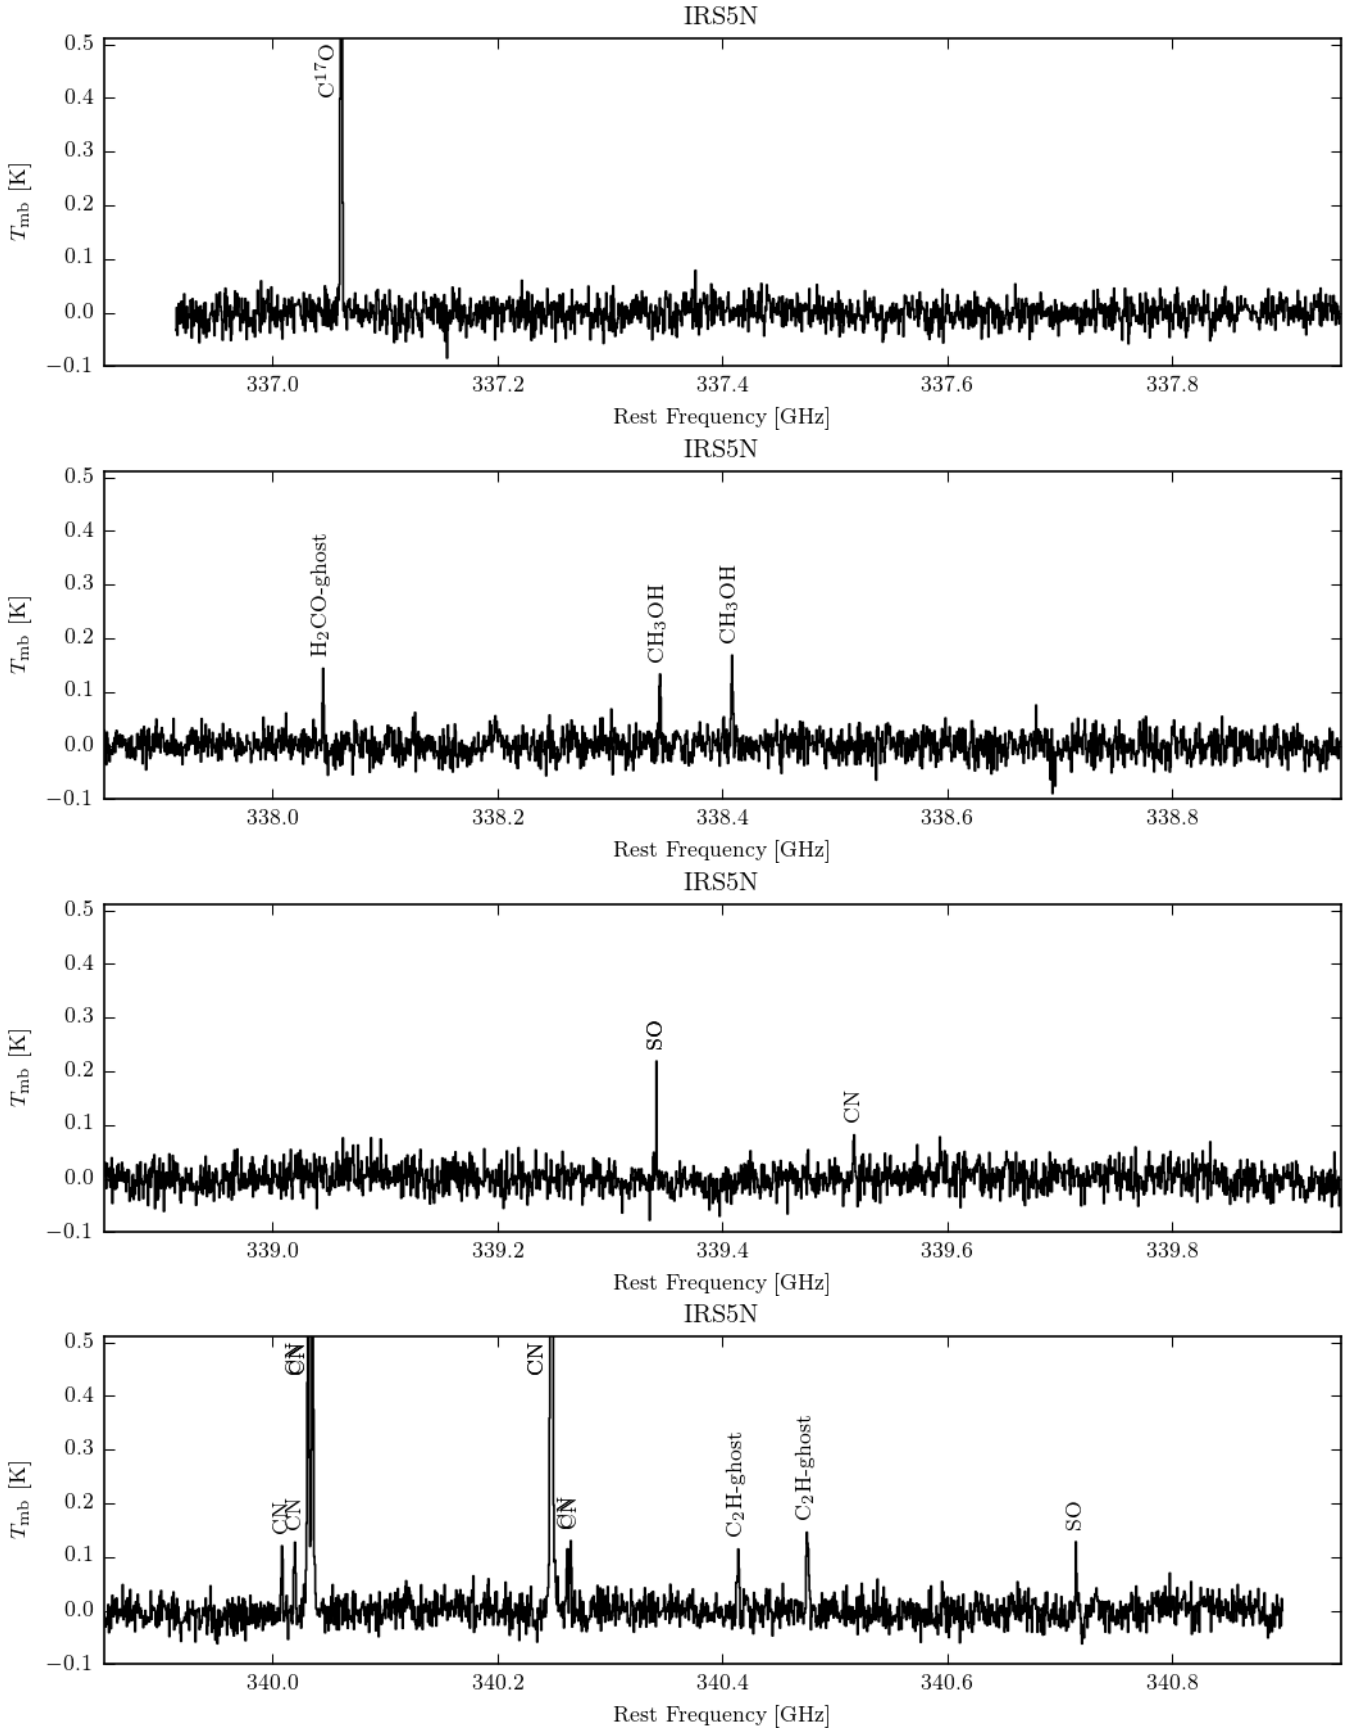 IRS5N
0.5
0.4
0.3
0.2
0.1
0.0
−0.1
T_mb [K]
C¹⁷O
337.0 337.2 337.4 337.6 337.8
Rest Frequency [GHz]
IRS5N
0.5
0.4
0.3
0.2
0.1
0.0
−0.1
T_mb [K]
H₂CO-ghost
CH₃OH
CH₃OH
338.0 338.2 338.4 338.6 338.8
Rest Frequency [GHz]
IRS5N
0.5
0.4
0.3
0.2
0.1
0.0
−0.1
T_mb [K]
SO
CN
339.0 339.2 339.4 339.6 339.8
Rest Frequency [GHz]
IRS5N
0.5
0.4
0.3
0.2
0.1
0.0
−0.1
T_mb [K]
CN
CN
CN
CN
CN
CN
CN
C₂H-ghost
C₂H-ghost
SO
340.0 340.2 340.4 340.6 340.8
Rest Frequency [GHz]